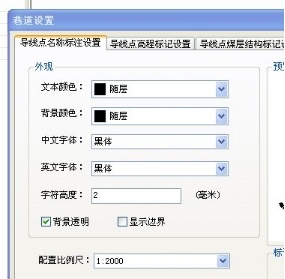 巷道设置
导线点名称标注设置 导线点高程标记设置 导线点煤层结构标记
外观
文本颜色： 随层
背景颜色： 随层
中文字体： 黑体
英文字体： 黑体
字符高度： 2 (毫米)
背景透明 显示边界
配置比例尺： 1:2000